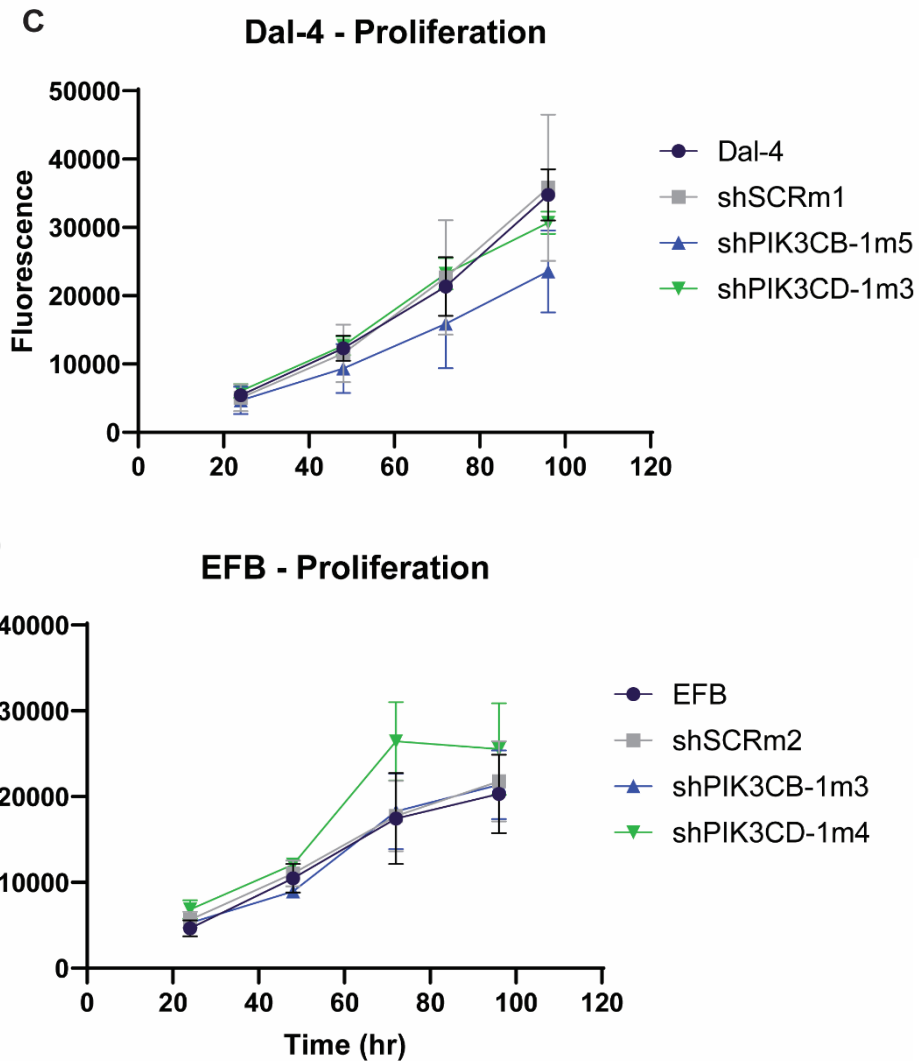 C
Dal-4 - Proliferation
Fluorescence
50000
40000
30000
20000
10000
0
0 20 40 60 80 100 120
Dal-4
shSCRm1
shPIK3CB-1m5
shPIK3CD-1m3
EFB - Proliferation
40000
30000
20000
10000
0
0 20 40 60 80 100 120
Time (hr)
EFB
shSCRm2
shPIK3CB-1m3
shPIK3CD-1m4